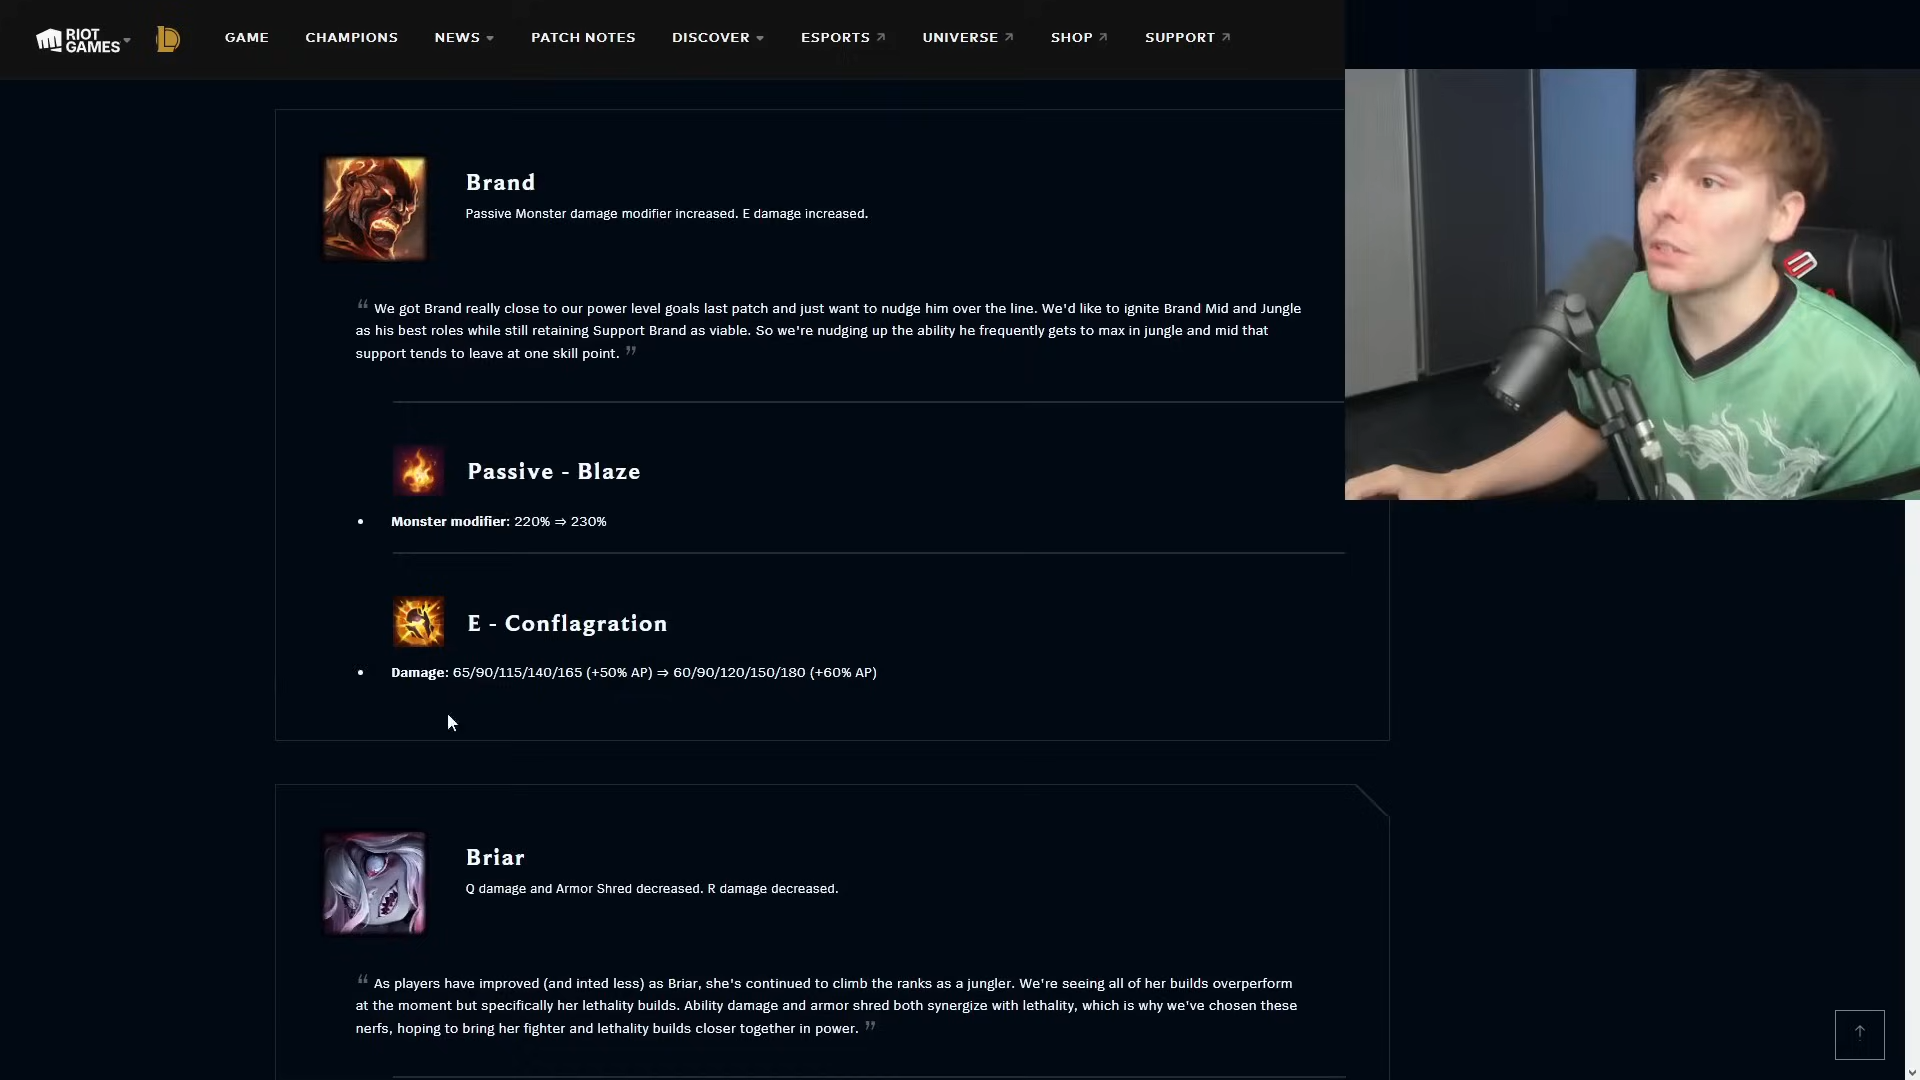 RIOT GAMES
GAME
CHAMPIONS
NEWS
PATCH NOTES
DISCOVER
ESPORTS
UNIVERSE
SHOP
SUPPORT
Brand
Passive Monster damage modifier increased. E damage increased.
“ We got Brand really close to our power level goals last patch and just want to nudge him over the line. We'd like to ignite Brand Mid and Jungle
as his best roles while still retaining Support Brand as viable. So we're nudging up the ability he frequently gets to max in jungle and mid that
support tends to leave at one skill point. ”
Passive - Blaze
• Monster modifier: 220% ⇒ 230%
E - Conflagration
• Damage: 65/90/115/140/165 (+50% AP) ⇒ 60/90/120/150/180 (+60% AP)
Briar
Q damage and Armor Shred decreased. R damage decreased.
“ As players have improved (and inted less) as Briar, she's continued to climb the ranks as a jungler. We're seeing all of her builds overperform
at the moment but specifically her lethality builds. Ability damage and armor shred both synergize with lethality, which is why we've chosen these
nerfs, hoping to bring her fighter and lethality builds closer together in power. ”